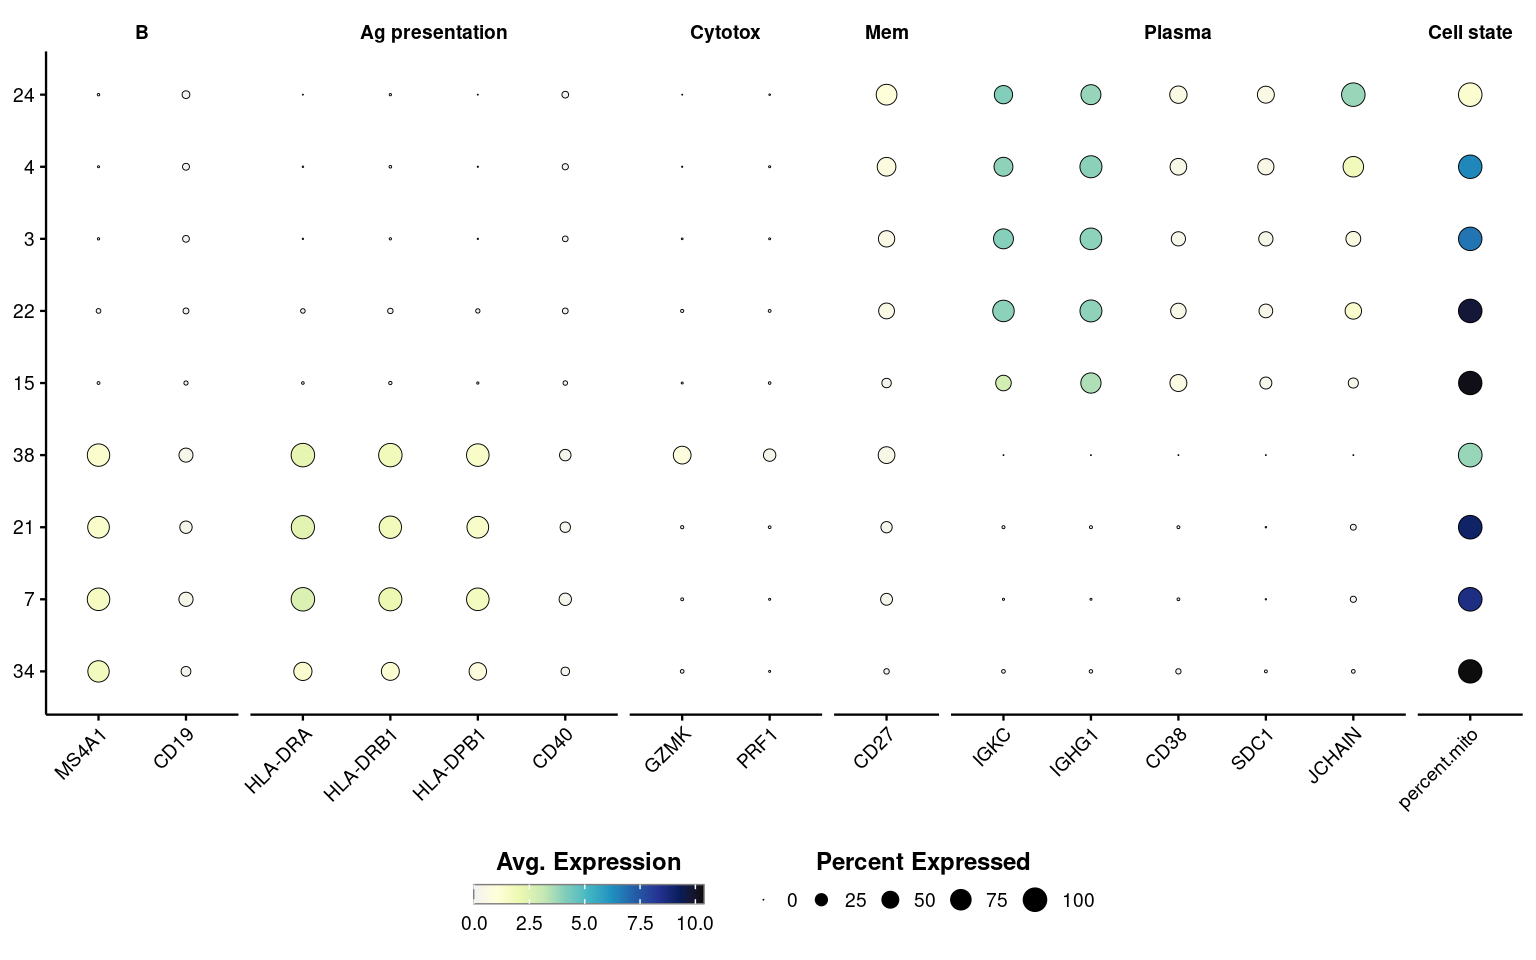 B Ag presentation Cytotox Mem Plasma Cell state
24
4
3
22
15
38
21
7
34
MS4A1 CD19 HLA-DRA HLA-DRB1 HLA-DPB1 CD40 GZMK PRF1 CD27 IGKC IGHG1 CD38 SDC1 JCHAIN percent.mito
Avg. Expression Percent Expressed
0 25 50 75 100
0.0 2.5 5.0 7.5 10.0